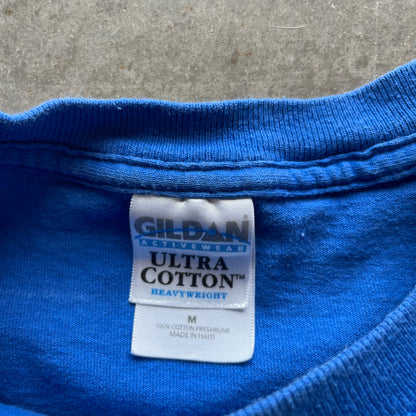 GILDAN
ACTIVEWEAR
ULTRA
COTTON™
HEAVYWEIGHT
M
100% COTTON PRESHRUNK
MADE IN HAITI